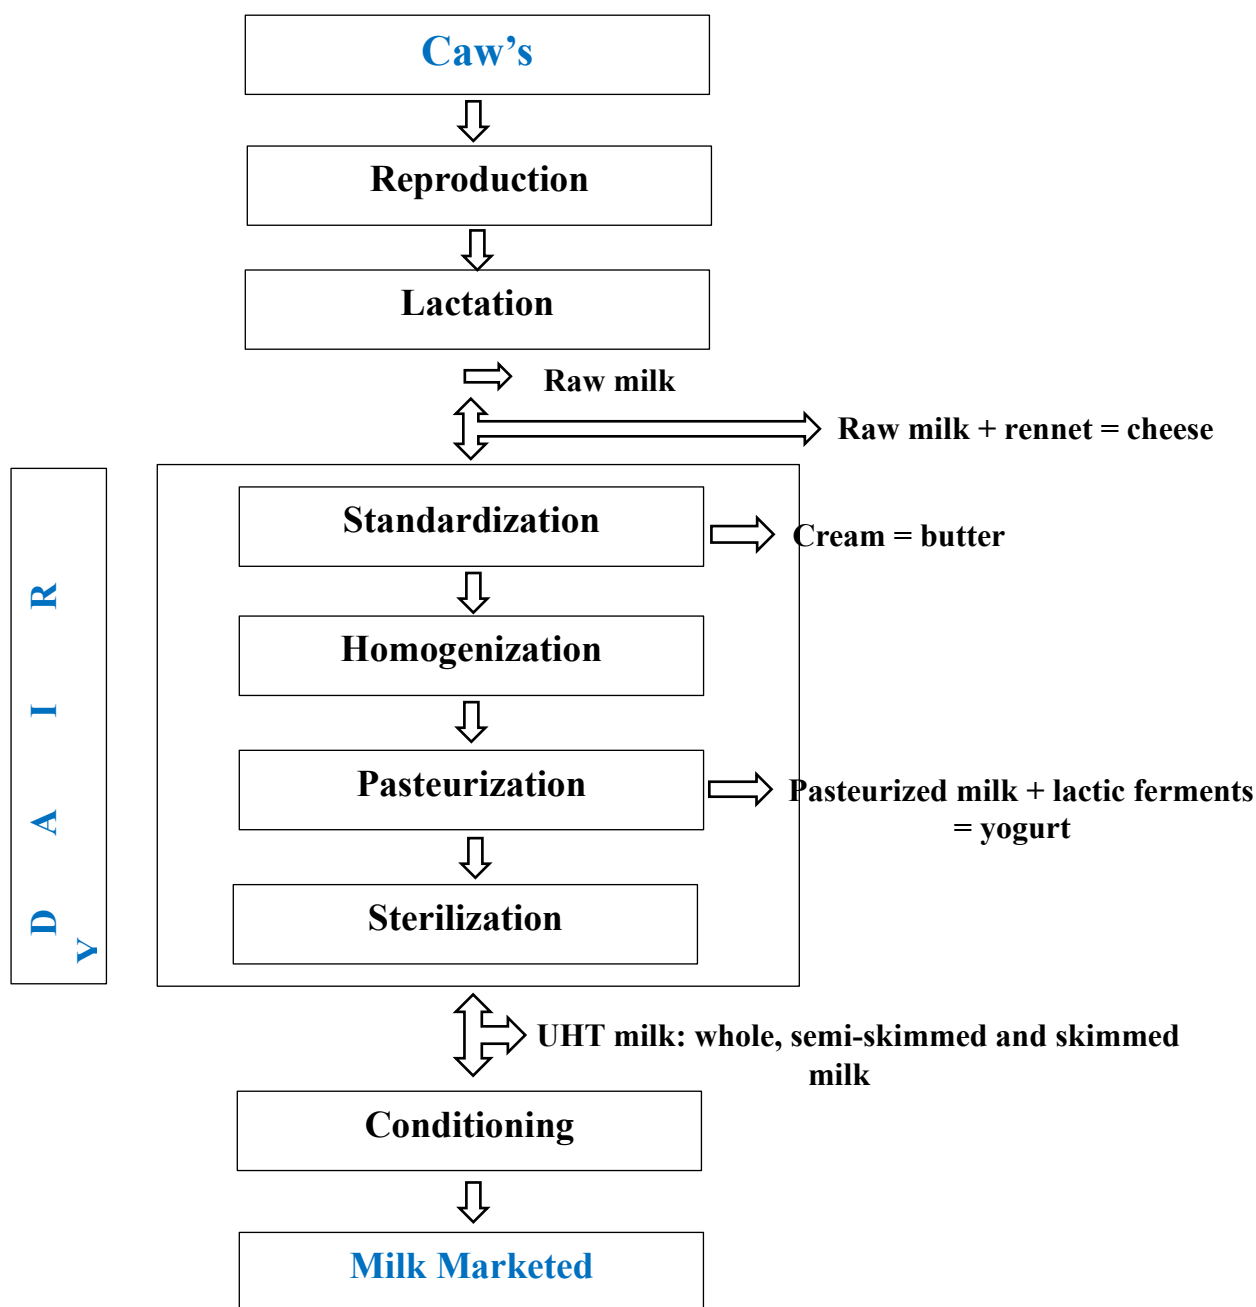 Caw’s
Reproduction
Lactation
Raw milk
Raw milk + rennet = cheese
D A I R
Y
Standardization
Cream = butter
Homogenization
Pasteurization
Pasteurized milk + lactic ferments
= yogurt
Sterilization
UHT milk: whole, semi-skimmed and skimmed
milk
Conditioning
Milk Marketed